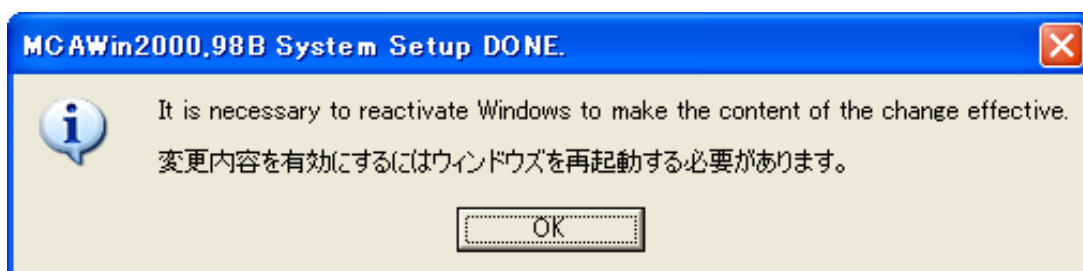 MCAWin2000,98B System Setup DONE.
It is necessary to reactivate Windows to make the content of the change effective.
変更内容を有効にするにはウィンドウズを再起動する必要があります。
OK